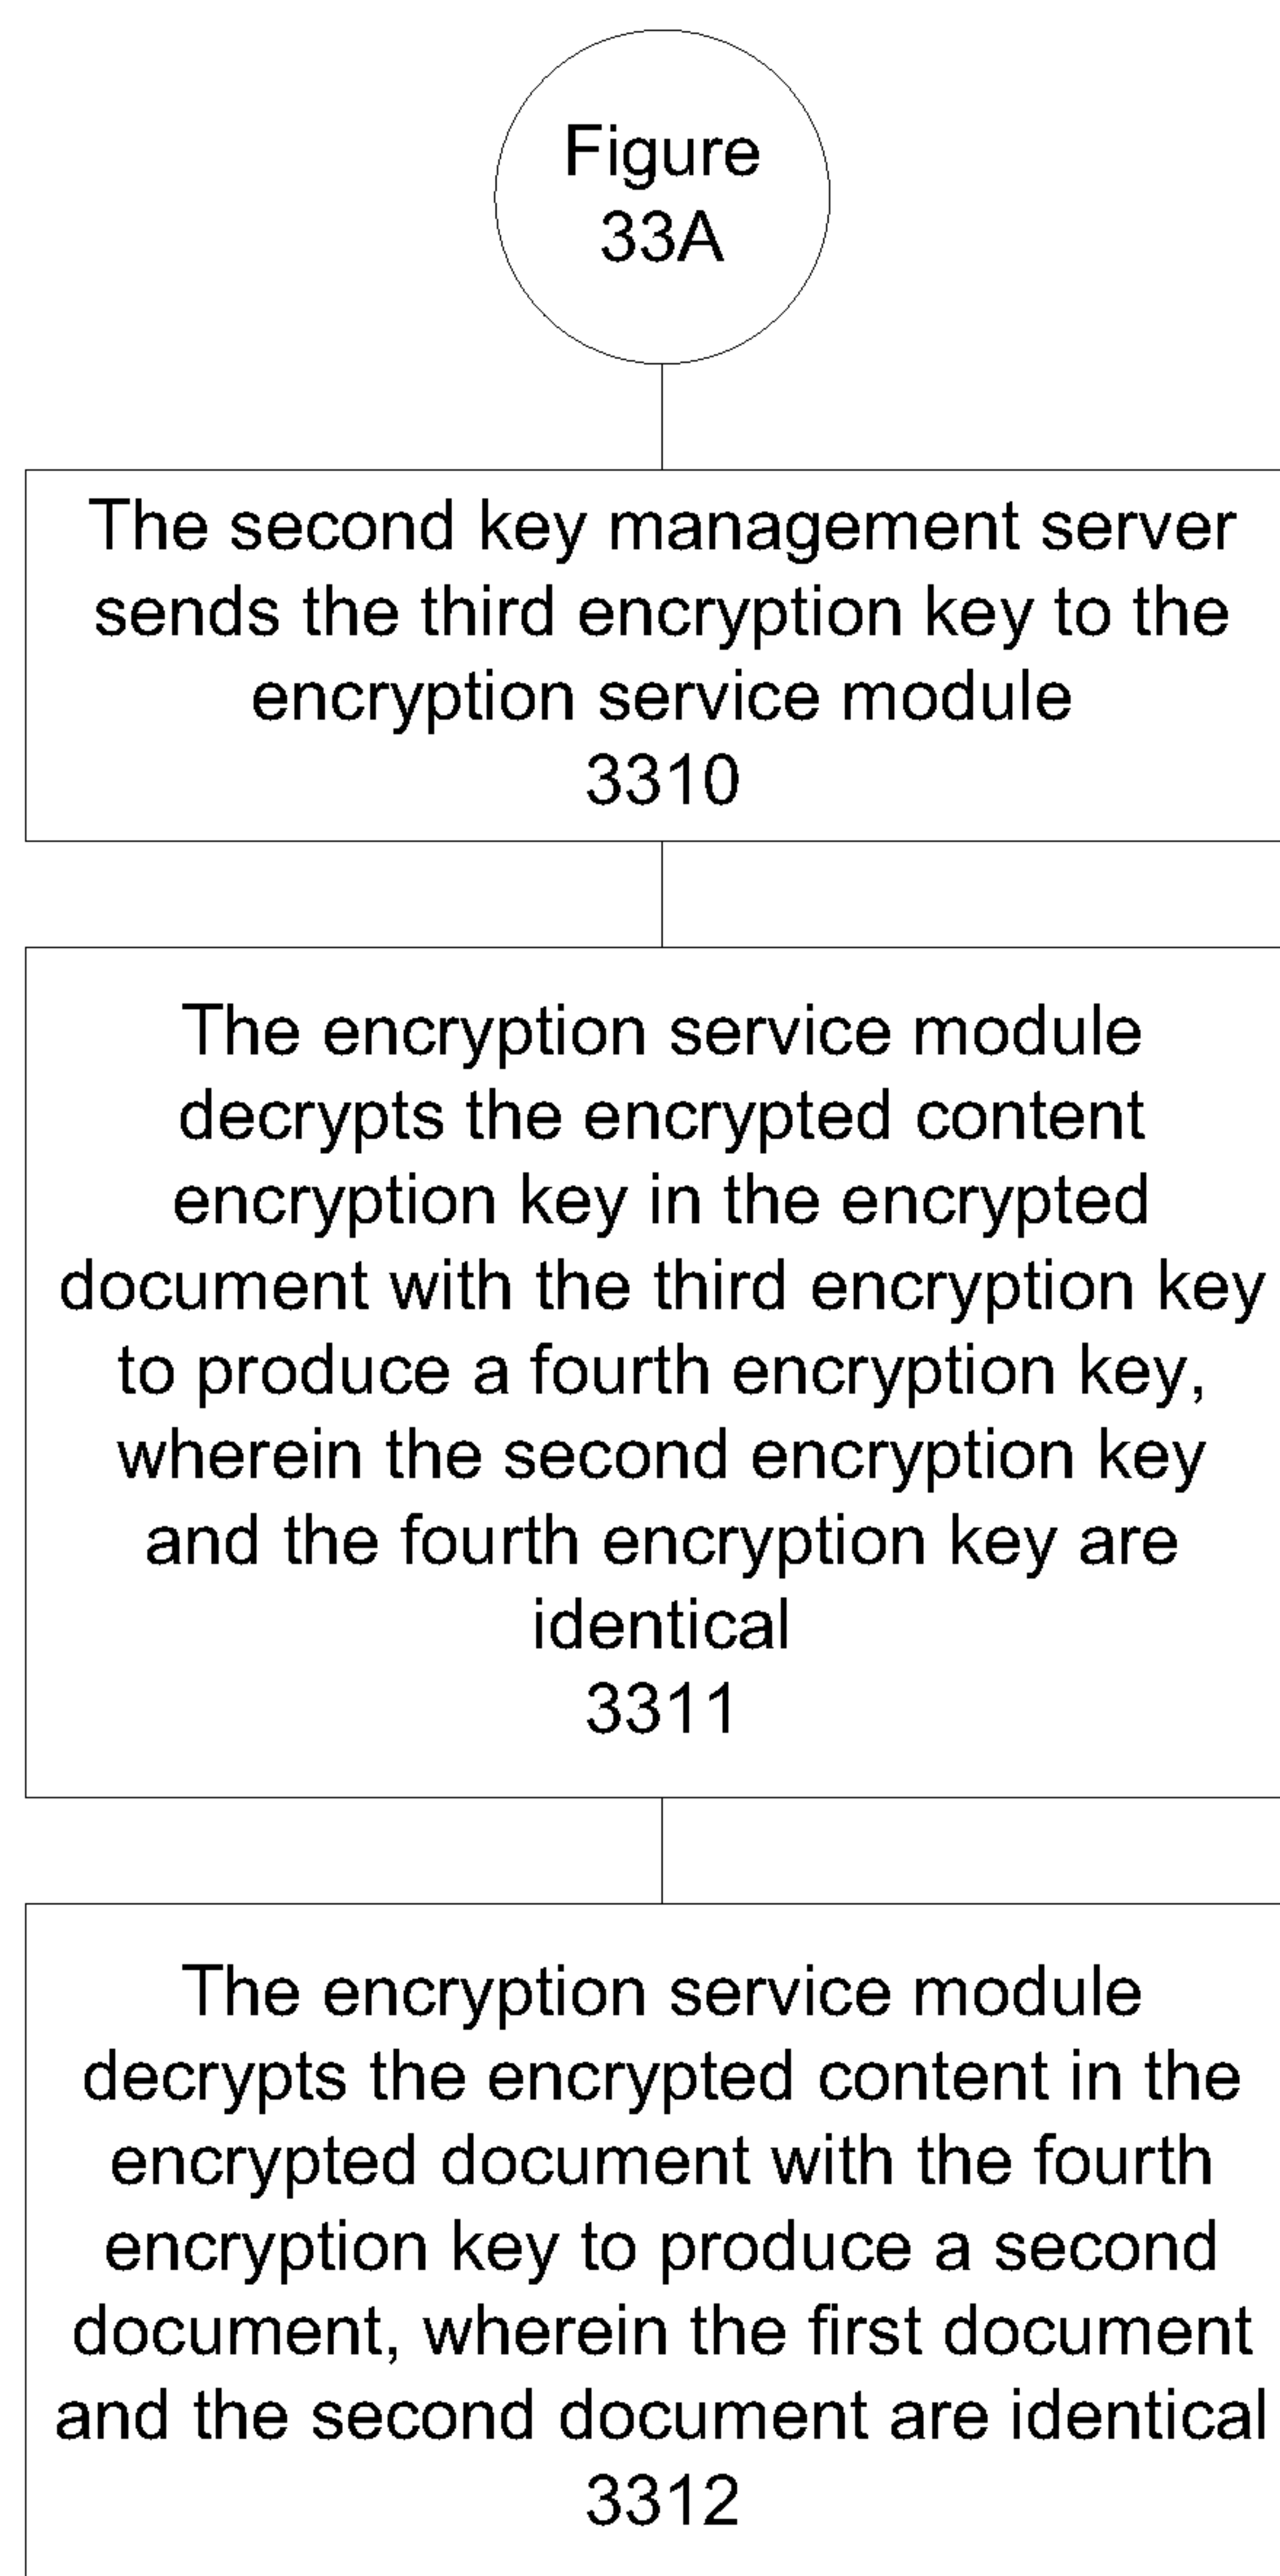 Figure
33A
The second key management server
sends the third encryption key to the
encryption service module
3310
The encryption service module
decrypts the encrypted content
encryption key in the encrypted
document with the third encryption key
to produce a fourth encryption key,
wherein the second encryption key
and the fourth encryption key are
identical
3311
The encryption service module
decrypts the encrypted content in the
encrypted document with the fourth
encryption key to produce a second
document, wherein the first document
and the second document are identical
3312